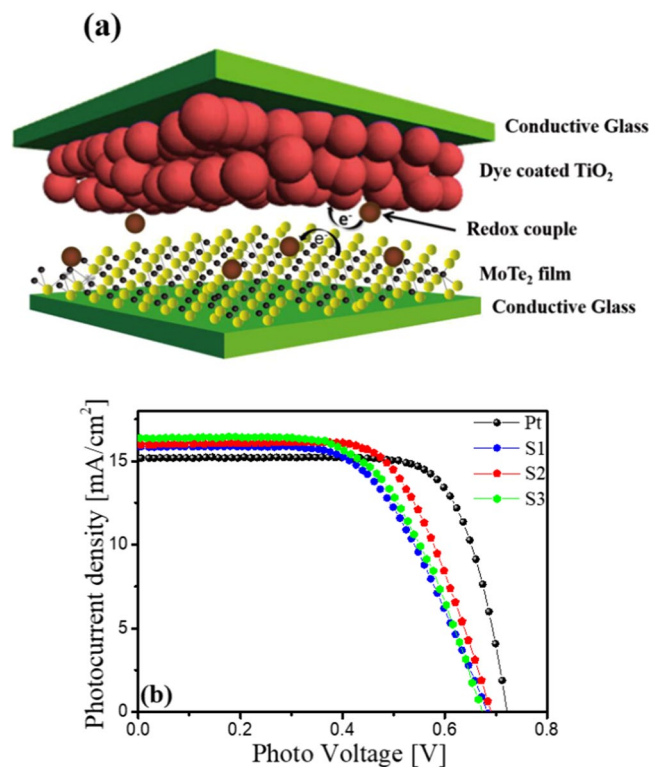 (a)
Conductive Glass
Dye coated TiO₂
e⁻
Redox couple
e⁻
MoTe₂ film
Conductive Glass
Photocurrent density [mA/cm²]
15
10
5
0
Pt
S1
S2
S3
(b)
0.0 0.2 0.4 0.6 0.8
Photo Voltage [V]